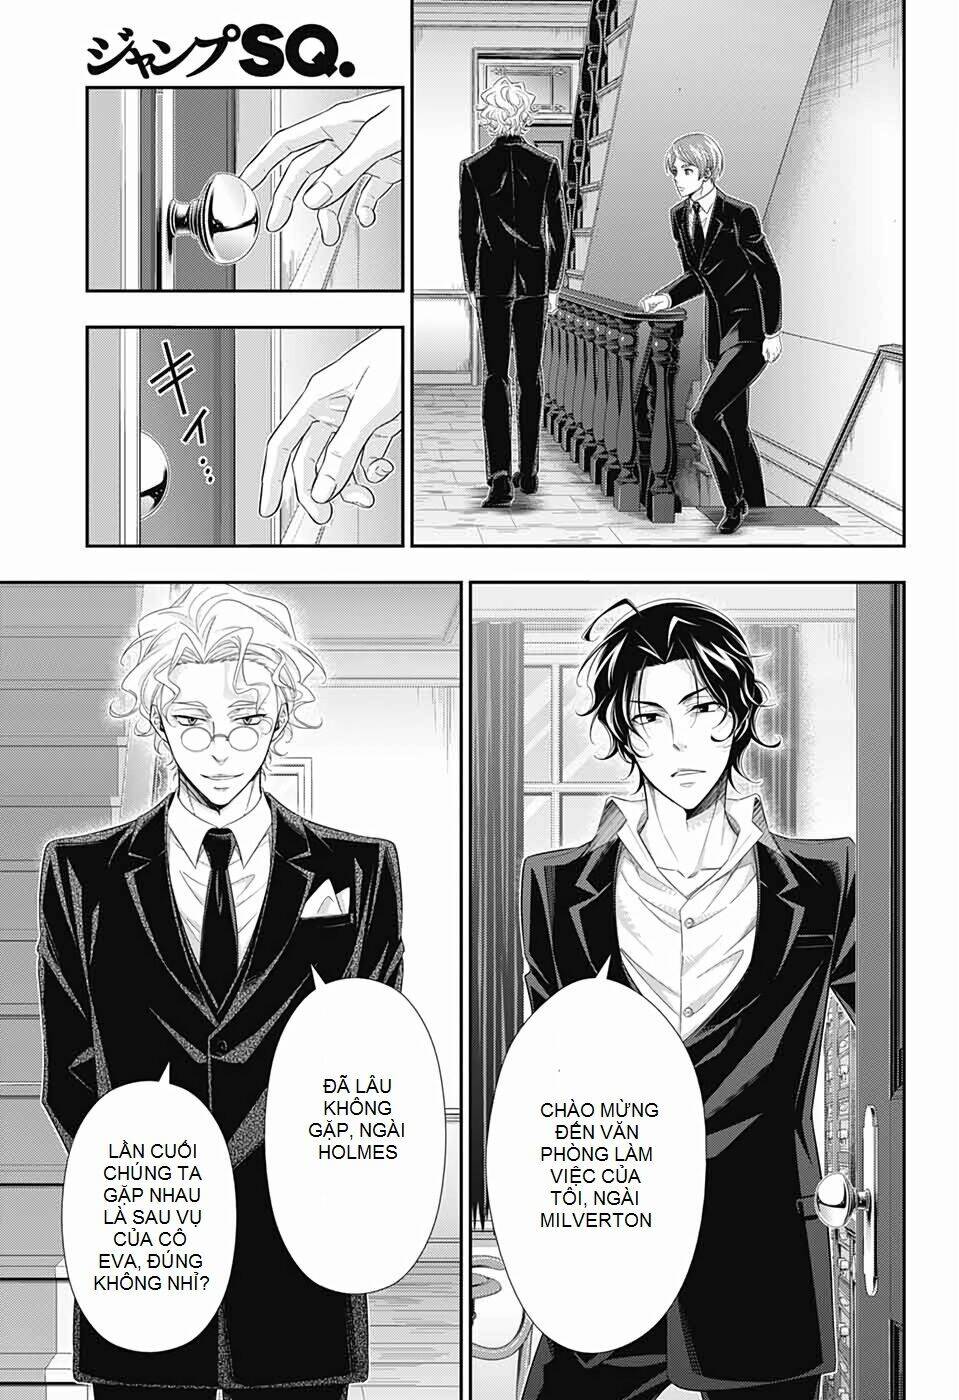 ジャンプSQ.
ギィ…
CHÀO MỪNG
ĐẾN VĂN
PHÒNG LÀM
VIỆC CỦA
TÔI, NGÀI
MILVERTON
ĐÃ LÂU
KHÔNG
GẶP, NGÀI
HOLMES
LẦN CUỐI
CHÚNG TA
GẶP NHAU
LÀ SAU VỤ
CỦA CÔ
EVA, ĐÚNG
KHÔNG NHỈ?